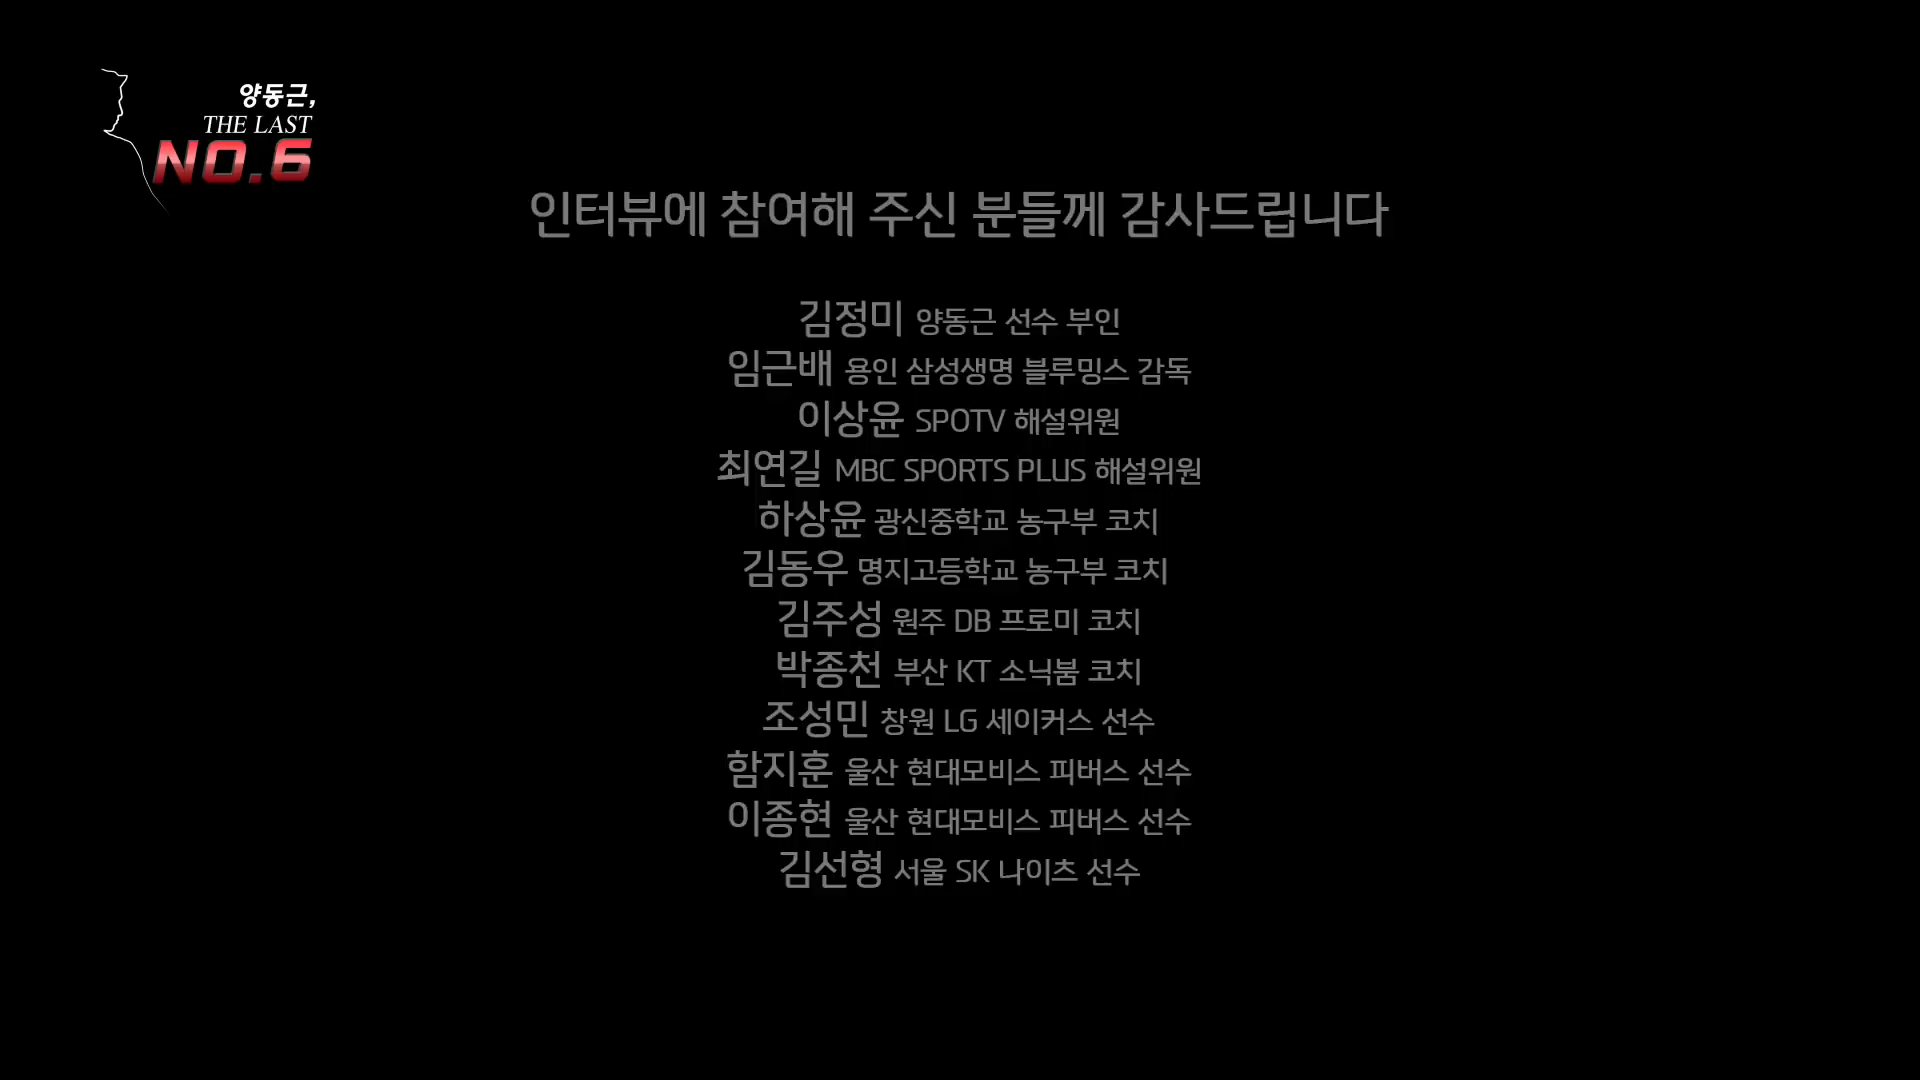 양동근,
THE LAST
NO.6
인터뷰에 참여해 주신 분들께 감사드립니다
김정미 양동근 선수 부인
임근배 용인 삼성생명 블루밍스 감독
이상윤 SPOTV 해설위원
최연길 MBC SPORTS PLUS 해설위원
하상윤 광신중학교 농구부 코치
김동우 명지고등학교 농구부 코치
김주성 원주 DB 프로미 코치
박종천 부산 KT 소닉붐 코치
조성민 창원 LG 세이커스 선수
함지훈 울산 현대모비스 피버스 선수
이종현 울산 현대모비스 피버스 선수
김선형 서울 SK 나이츠 선수